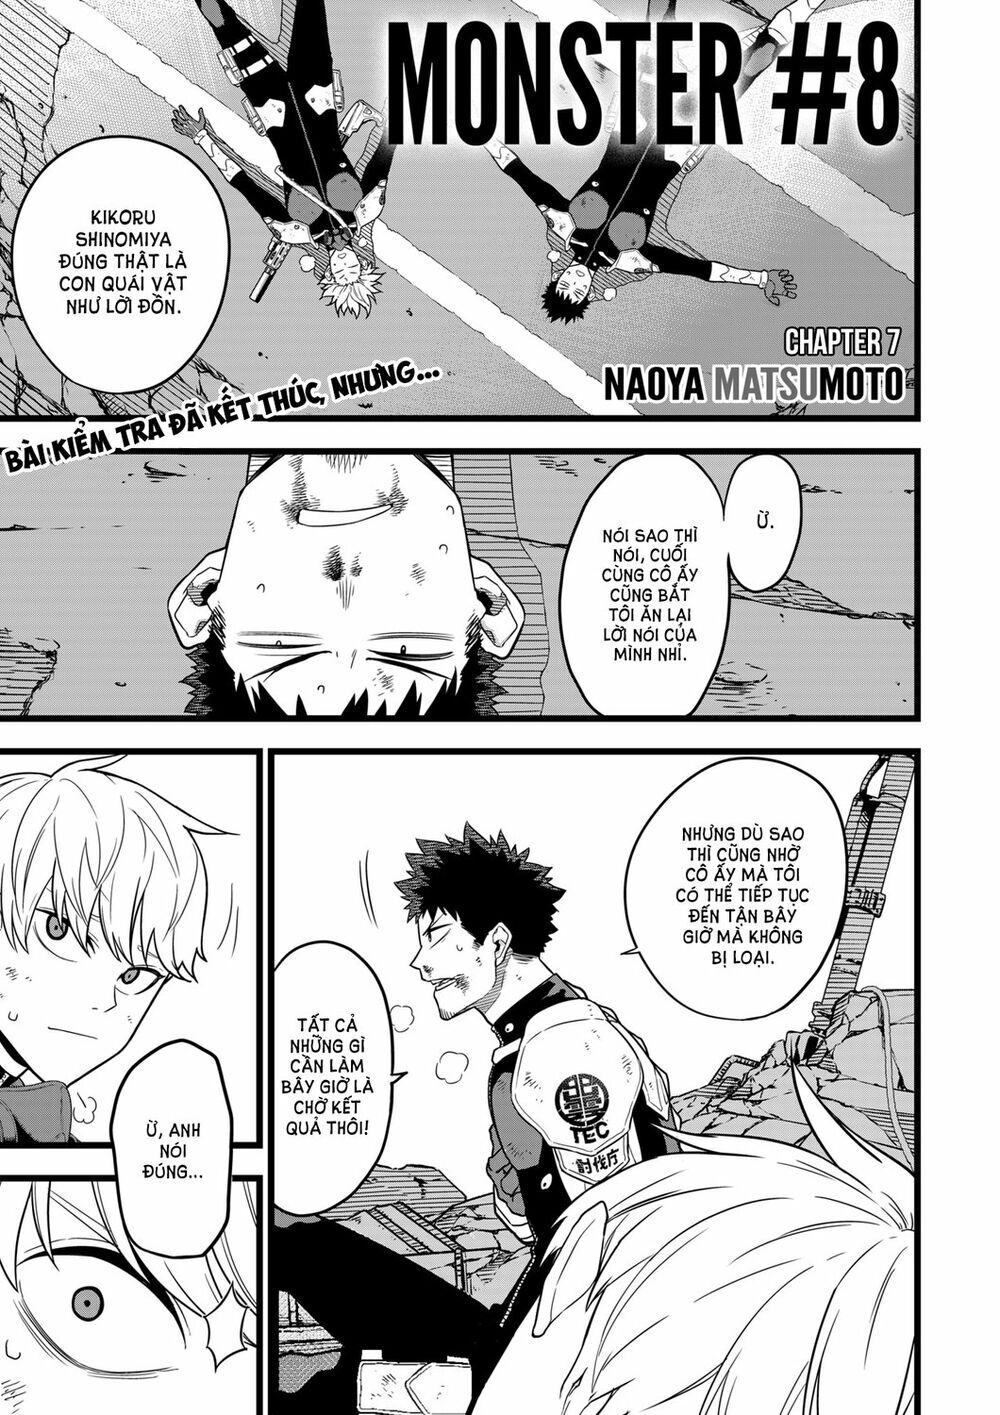 MONSTER #8
KIKORU
SHINOMIYA
ĐÚNG THẬT LÀ
CON QUÁI VẬT
NHƯ LỜI ĐỒN.
CHAPTER 7
NAOYA MATSUMOTO
BÀI KIỂM TRA ĐÃ KẾT THÚC, NHƯNG...
Ừ.
NÓI SAO THÌ
NÓI, CUỐI
CÙNG CÔ ẤY
CŨNG BẮT
TÔI ĂN LẠI
LỜI NÓI CỦA
MÌNH NHỈ.
NHƯNG DÙ SAO
THÌ CŨNG NHỜ
CÔ ẤY MÀ TÔI
CÓ THỂ TIẾP TỤC
ĐẾN TẬN BÂY
GIỜ MÀ KHÔNG
BỊ LOẠI.
TẤT CẢ
NHỮNG GÌ
CẦN LÀM
BÂY GIỜ LÀ
CHỜ KẾT
QUẢ THÔI!
TEC
討伐庁
Ừ, ANH
NÓI
ĐÚNG...